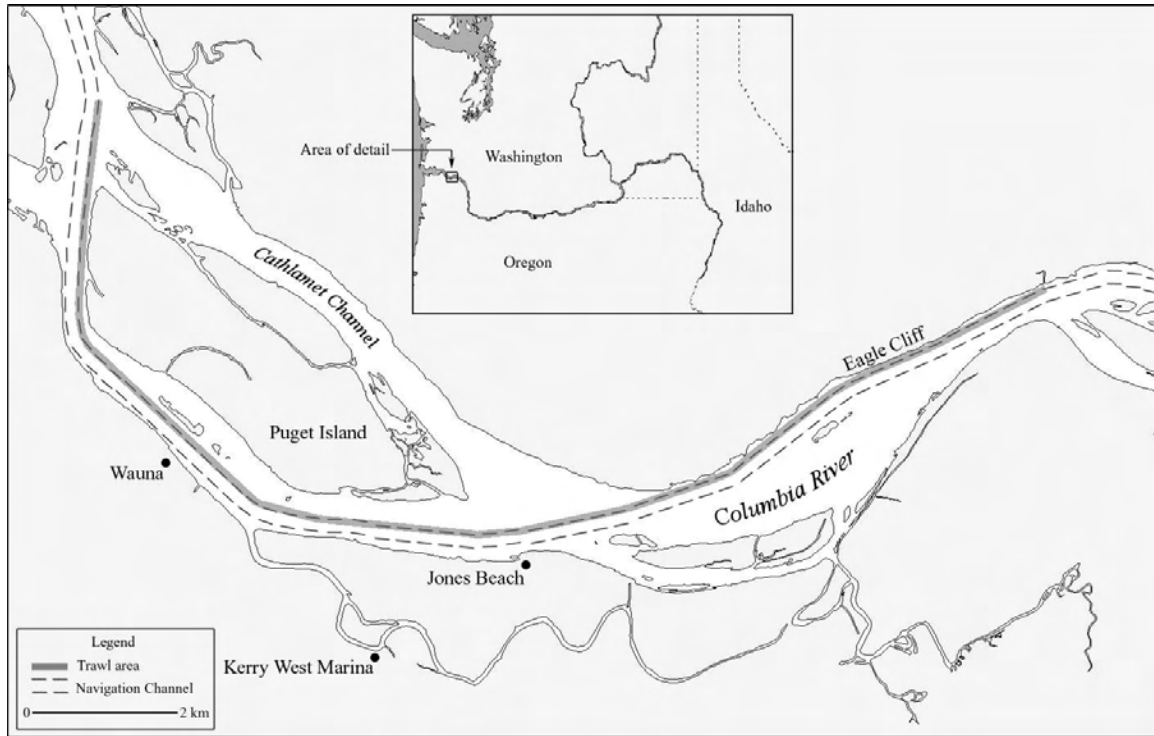 Area of detail
Washington
Idaho
Oregon
Cathlamet Channel
Eagle Cliff
Puget Island
Wauna
Columbia River
Jones Beach
Kerry West Marina
Legend
Trawl area
Navigation Channel
0 2 km